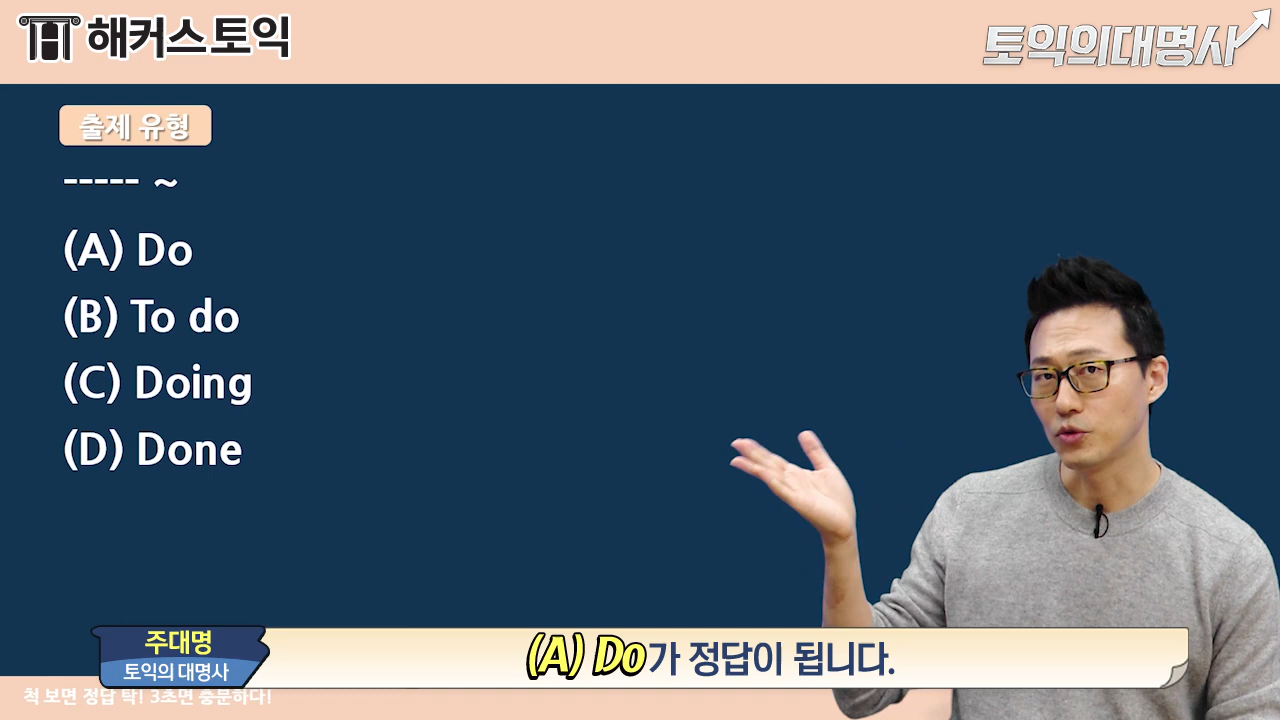 해커스토익
토익의대명사
출제 유형
----- ~
(A) Do
(B) To do
(C) Doing
(D) Done
주대명
토익의 대명사
(A) Do가 정답이 됩니다.
척 보면 정답 탁! 3초면 충분하다!